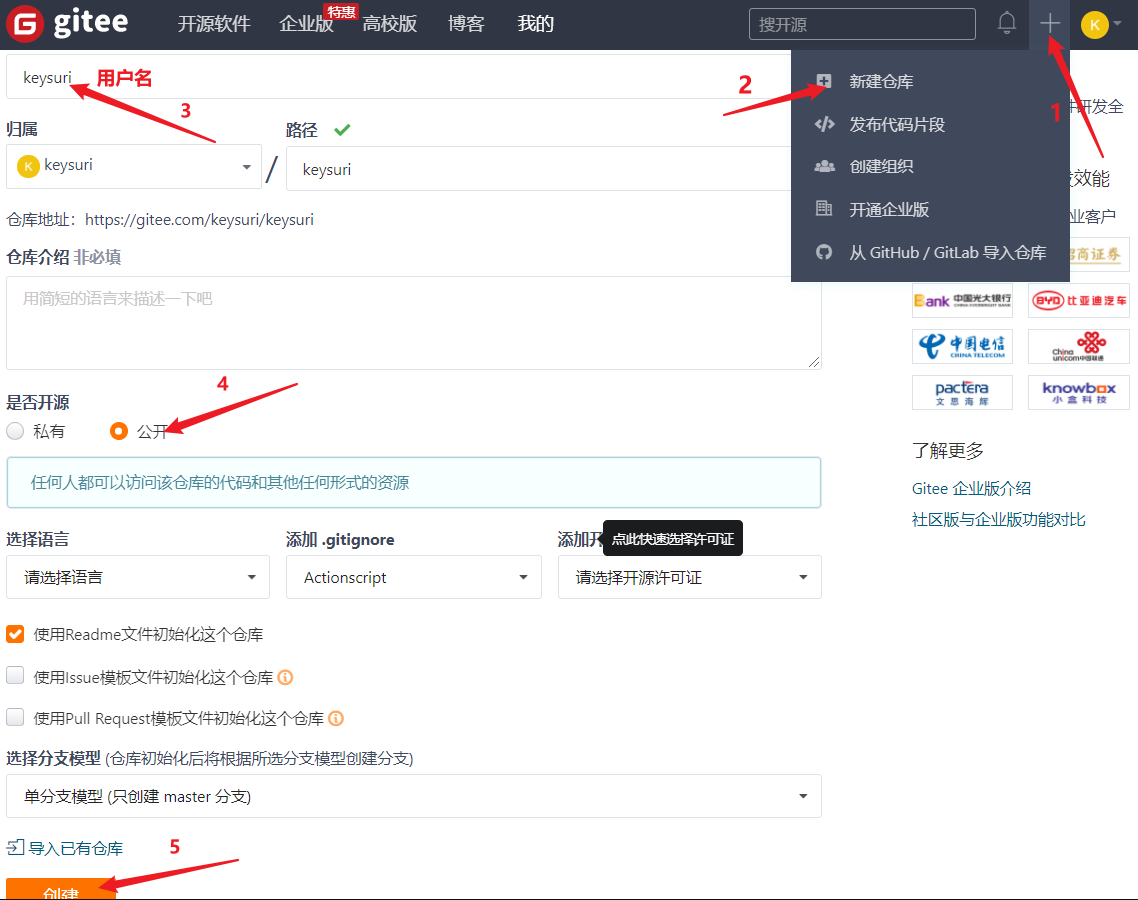 gitee
开源软件
企业版
特惠
高校版
博客
我的
搜开源
K
keysuri
用户名
3
2
1
新建仓库
发布代码片段
创建组织
开通企业版
从 GitHub / GitLab 导入仓库
归属
路径
K keysuri
/
keysuri
仓库地址：https://gitee.com/keysuri/keysuri
仓库介绍 非必填
用简短的语言来描述一下吧
4
是否开源
私有
公开
任何人都可以访问该仓库的代码和其他任何形式的资源
选择语言
添加 .gitignore
添加开
点此快速选择许可证
请选择语言
Actionscript
请选择开源许可证
使用Readme文件初始化这个仓库
使用Issue模板文件初始化这个仓库
使用Pull Request模板文件初始化这个仓库
选择分支模型 (仓库初始化后将根据所选分支模型创建分支)
单分支模型 (只创建 master 分支)
导入已有仓库
5
创建
研发全
效能
业客户
招商证券
Bank 中国光大银行
BYD 比亚迪汽车
中国电信
CHINA TELECOM
China
unicom中国联通
pactera
文思海辉
knowbox
小盒科技
了解更多
Gitee 企业版介绍
社区版与企业版功能对比